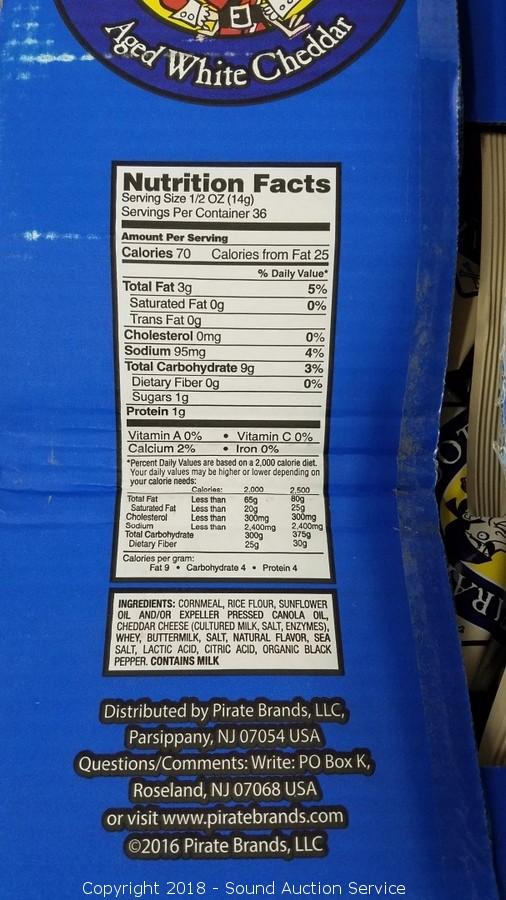 Aged White Cheddar
Nutrition Facts
Serving Size 1/2 OZ (14g)
Servings Per Container 36
Amount Per Serving
Calories 70 Calories from Fat 25
% Daily Value*
Total Fat 3g 5%
Saturated Fat 0g 0%
Trans Fat 0g
Cholesterol 0mg 0%
Sodium 95mg 4%
Total Carbohydrate 9g 3%
Dietary Fiber 0g 0%
Sugars 1g
Protein 1g
Vitamin A 0% • Vitamin C 0%
Calcium 2% • Iron 0%
*Percent Daily Values are based on a 2,000 calorie diet.
Your daily values may be higher or lower depending on
your calorie needs:
Calories: 2,000 2,500
Total Fat Less than 65g 80g
Saturated Fat Less than 20g 25g
Cholesterol Less than 300mg 300mg
Sodium Less than 2,400mg 2,400mg
Total Carbohydrate 300g 375g
Dietary Fiber 25g 30g
Calories per gram:
Fat 9 • Carbohydrate 4 • Protein 4
INGREDIENTS: CORNMEAL, RICE FLOUR, SUNFLOWER
OIL AND/OR EXPELLER PRESSED CANOLA OIL,
CHEDDAR CHEESE (CULTURED MILK, SALT, ENZYMES),
WHEY, BUTTERMILK, SALT, NATURAL FLAVOR, SEA
SALT, LACTIC ACID, CITRIC ACID, ORGANIC BLACK
PEPPER. CONTAINS MILK
Distributed by Pirate Brands, LLC,
Parsippany, NJ 07054 USA
Questions/Comments: Write: PO Box K,
Roseland, NJ 07068 USA
or visit www.piratebrands.com
©2016 Pirate Brands, LLC
Copyright 2018 - Sound Auction Service